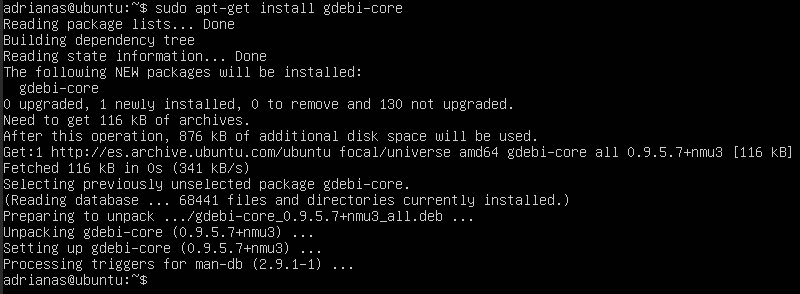 adrianas@ubuntu:~$ sudo apt-get install gdebi-core
Reading package lists... Done
Building dependency tree
Reading state information... Done
The following NEW packages will be installed:
  gdebi-core
0 upgraded, 1 newly installed, 0 to remove and 130 not upgraded.
Need to get 116 kB of archives.
After this operation, 876 kB of additional disk space will be used.
Get:1 http://es.archive.ubuntu.com/ubuntu focal/universe amd64 gdebi-core all 0.9.5.7+nmu3 [116 kB]
Fetched 116 kB in 0s (341 kB/s)
Selecting previously unselected package gdebi-core.
(Reading database ... 68441 files and directories currently installed.)
Preparing to unpack .../gdebi-core_0.9.5.7+nmu3_all.deb ...
Unpacking gdebi-core (0.9.5.7+nmu3) ...
Setting up gdebi-core (0.9.5.7+nmu3) ...
Processing triggers for man-db (2.9.1-1) ...
adrianas@ubuntu:~$